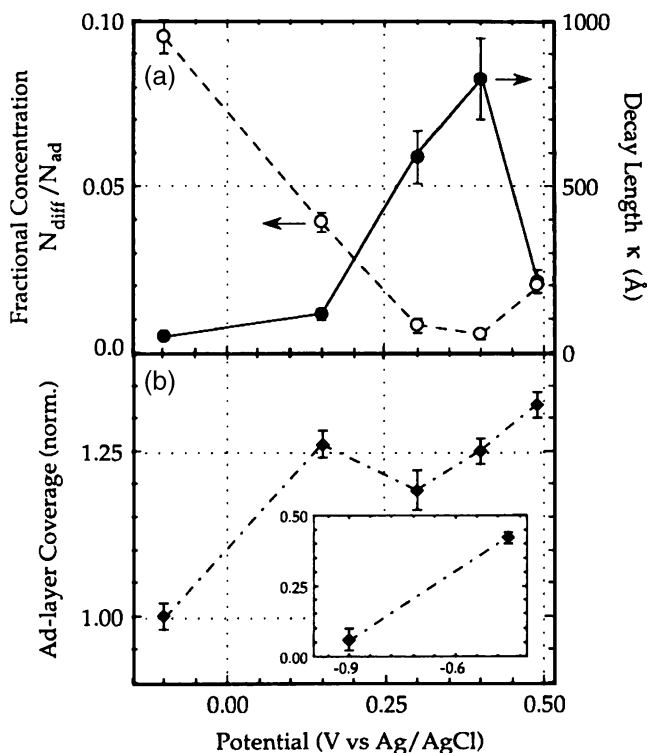 0.10
0.05
0.0
Fractional Concentration
N_diff / N_ad
(a)
1000
500
0
Decay Length κ (Å)
(b)
1.25
1.00
Ad-layer Coverage (norm.)
0.50
0.25
0.00
-0.9 -0.6
0.00 0.25 0.50
Potential (V vs Ag/AgCl)